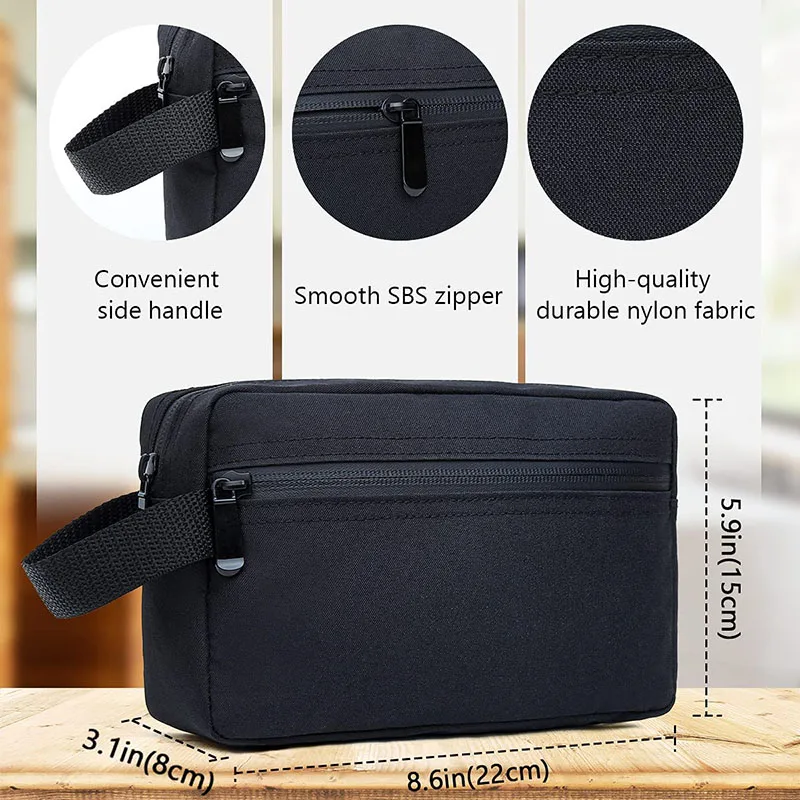 Convenient
side handle
Smooth SBS zipper
High-quality
durable nylon fabric
5.9in(15cm)
3.1in(8cm)
8.6in(22cm)